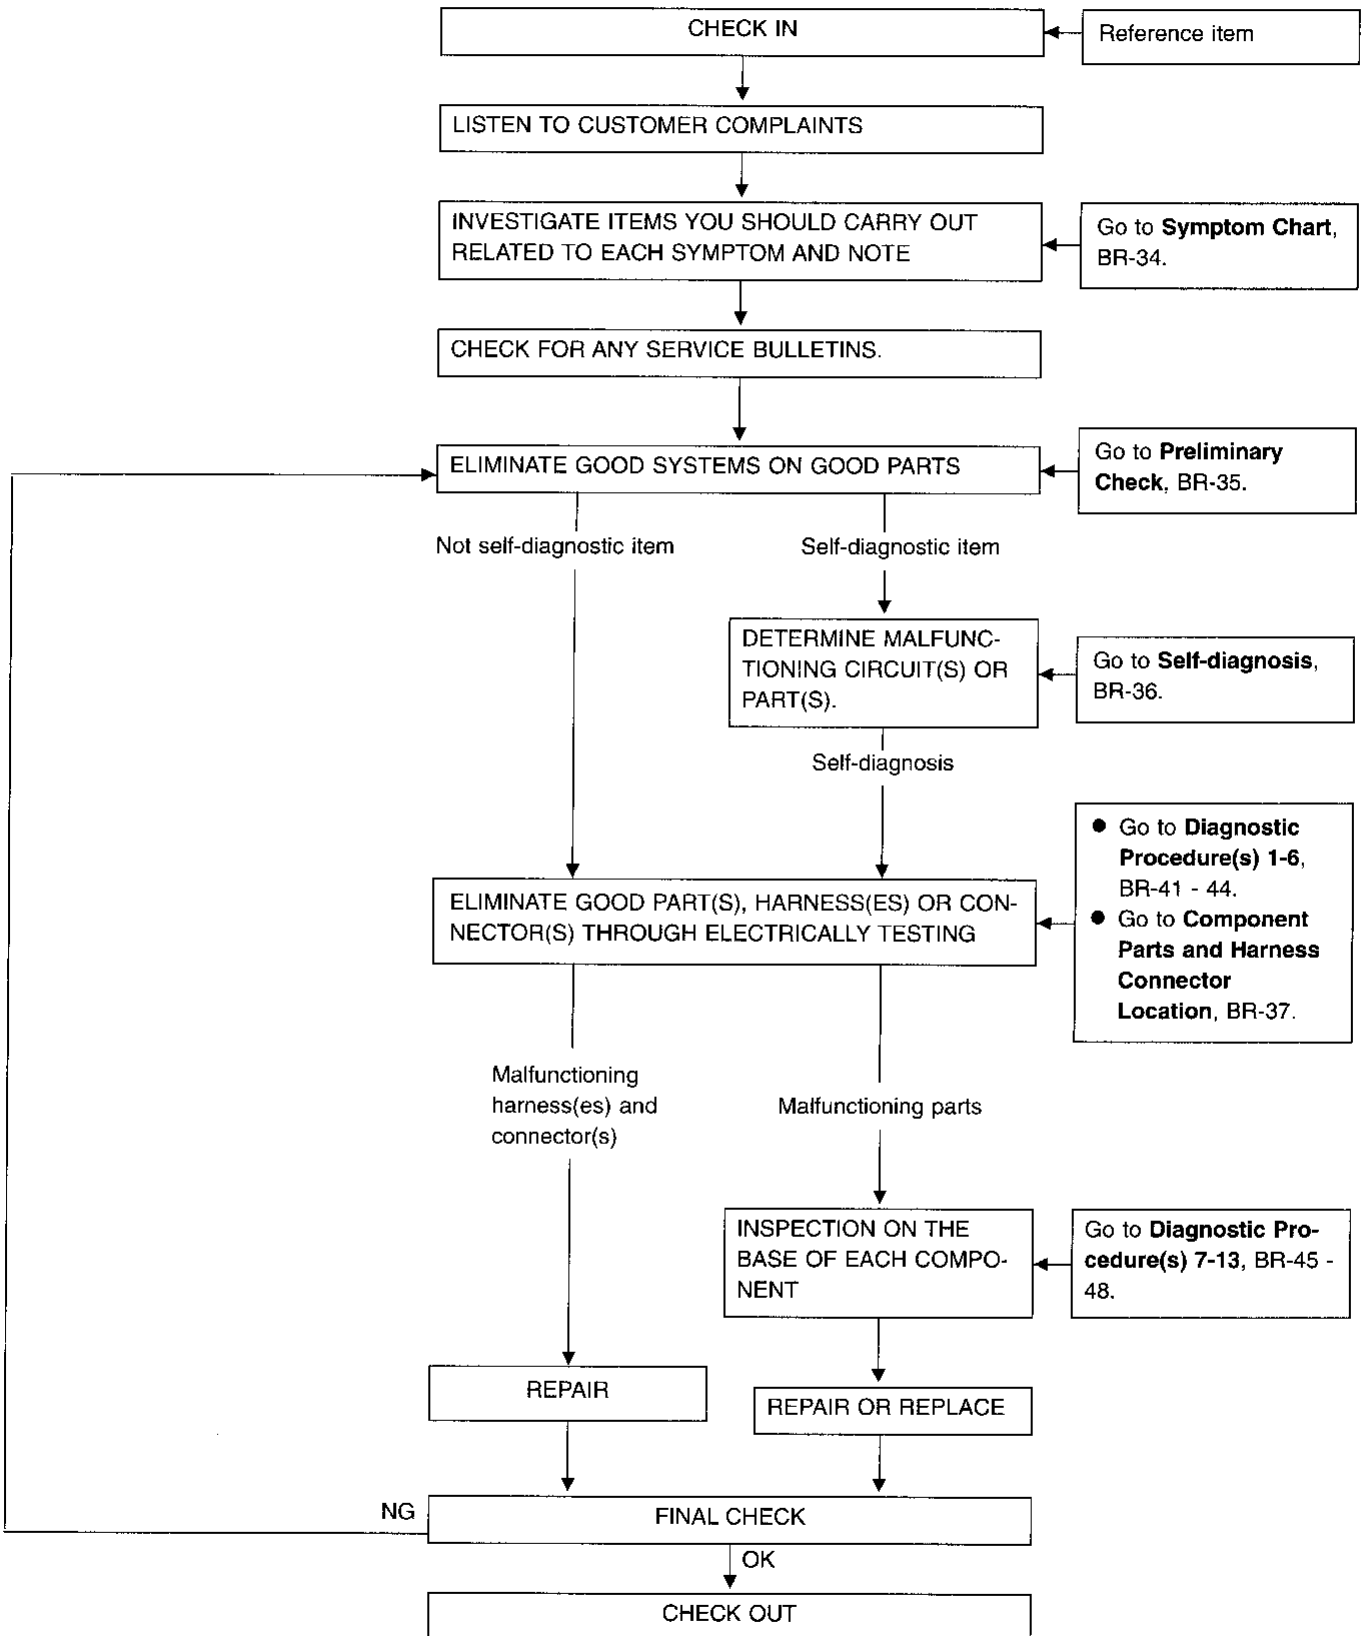 CHECK IN
Reference item
LISTEN TO CUSTOMER COMPLAINTS
INVESTIGATE ITEMS YOU SHOULD CARRY OUT
RELATED TO EACH SYMPTOM AND NOTE
Go to Symptom Chart,
BR-34.
CHECK FOR ANY SERVICE BULLETINS.
ELIMINATE GOOD SYSTEMS ON GOOD PARTS
Go to Preliminary
Check, BR-35.
Not self-diagnostic item
Self-diagnostic item
DETERMINE MALFUNC-
TIONING CIRCUIT(S) OR
PART(S).
Go to Self-diagnosis,
BR-36.
Self-diagnosis
ELIMINATE GOOD PART(S), HARNESS(ES) OR CON-
NECTOR(S) THROUGH ELECTRICALLY TESTING
● Go to Diagnostic
Procedure(s) 1-6,
BR-41 - 44.
● Go to Component
Parts and Harness
Connector
Location, BR-37.
Malfunctioning
harness(es) and
connector(s)
Malfunctioning parts
INSPECTION ON THE
BASE OF EACH COMPO-
NENT
Go to Diagnostic Pro-
cedure(s) 7-13, BR-45 -
48.
REPAIR
REPAIR OR REPLACE
NG
FINAL CHECK
OK
CHECK OUT